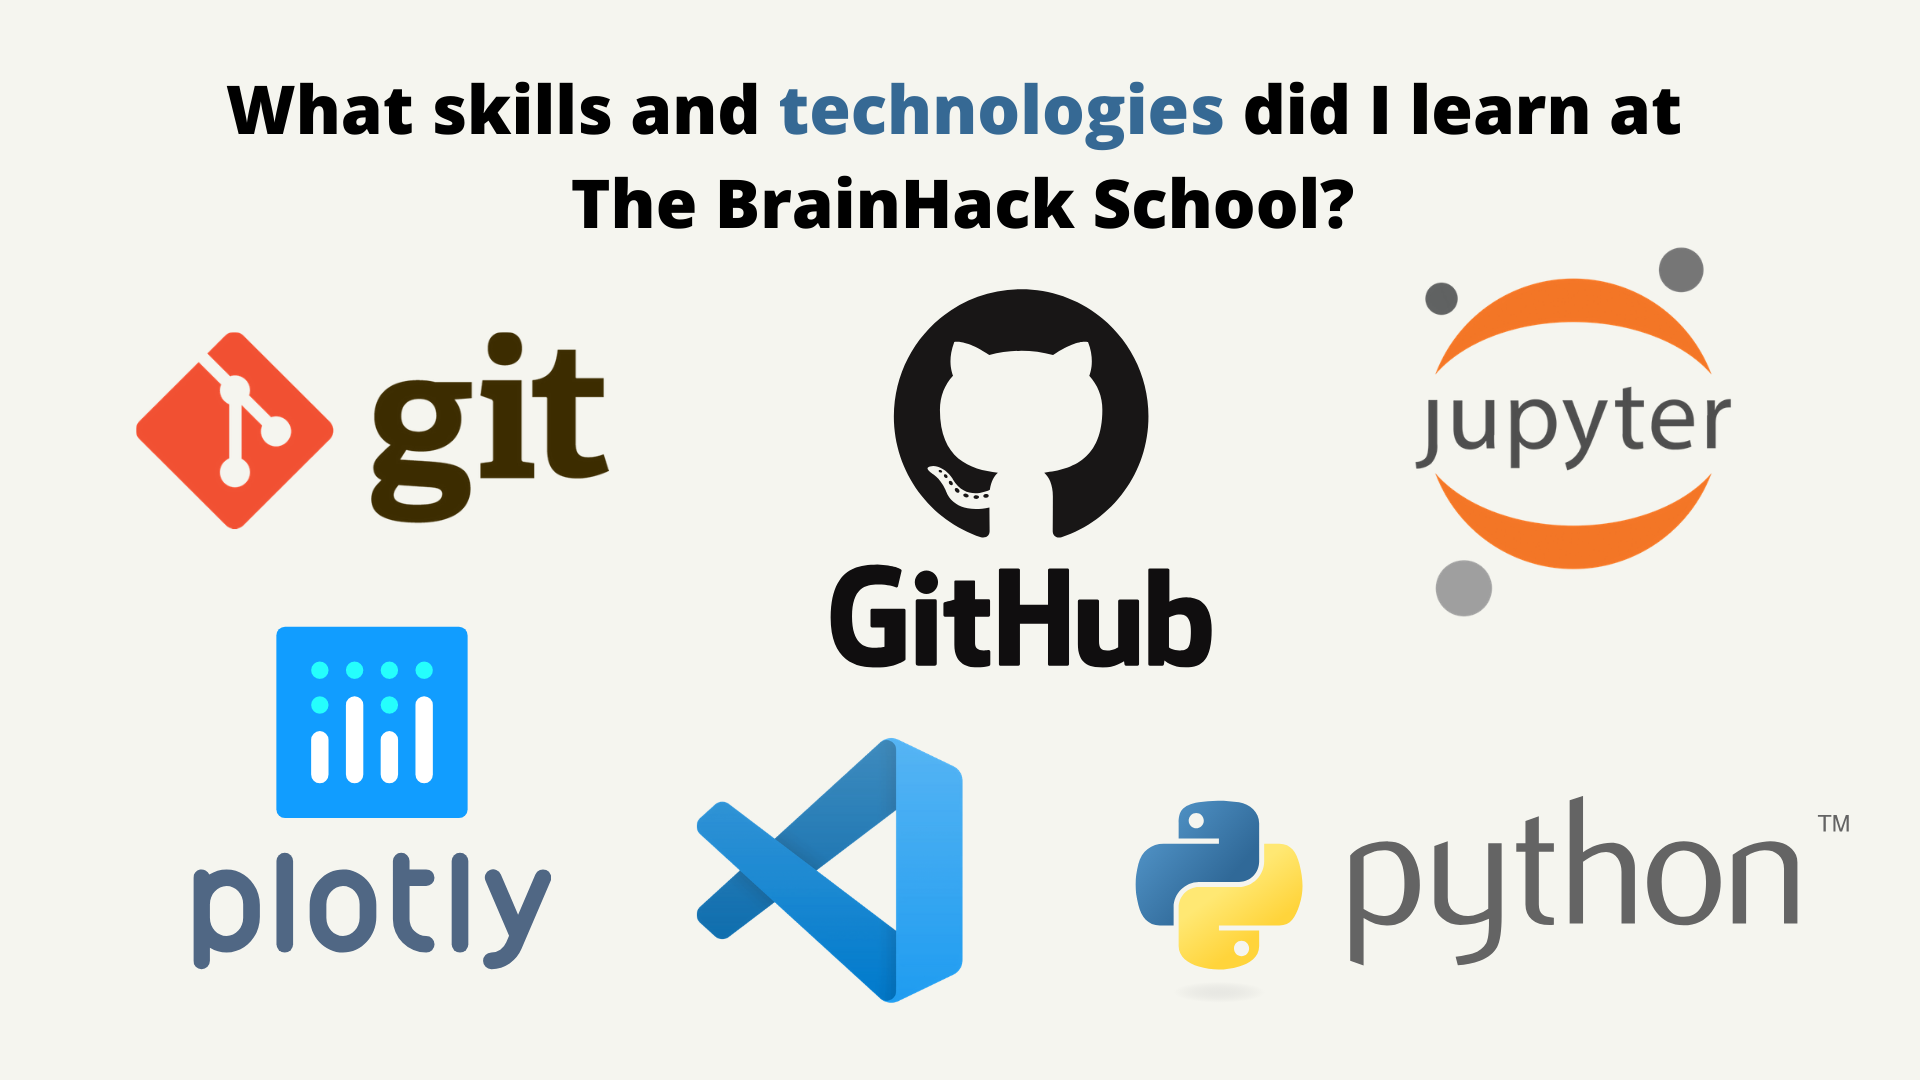 What skills and technologies did I learn at
The BrainHack School?
git
GitHub
jupyter
plotly
python TM